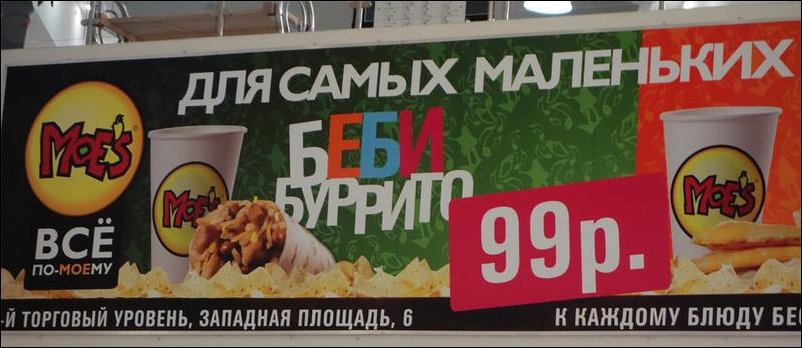 ДЛЯ САМЫХ МАЛЕНЬКИХ
MOE'S
MOE'S
MOE'S
БЕБИ
БУРРИТО
ВСЁ
ПО-МОЕМУ
99р.
-Й ТОРГОВЫЙ УРОВЕНЬ, ЗАПАДНАЯ ПЛОЩАДЬ, 6
К КАЖДОМУ БЛЮДУ БЕС